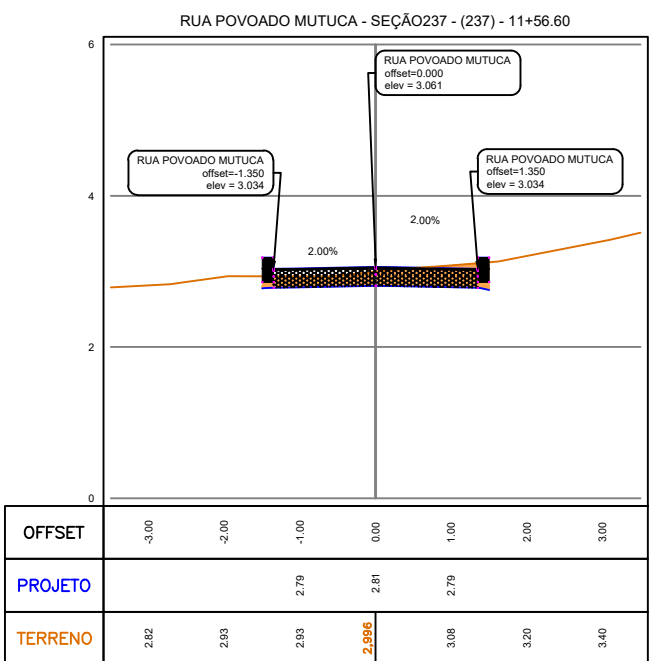 RUA POVOADO MUTUCA - SEÇÃO237 - (237) - 11+56.60
6
RUA POVOADO MUTUCA
offset=0.000
elev = 3.061
RUA POVOADO MUTUCA
offset=-1.350
elev = 3.034
RUA POVOADO MUTUCA
offset=1.350
elev = 3.034
4
2.00%
2.00%
2
0
OFFSET -3.00 -2.00 -1.00 0.00 1.00 2.00 3.00
PROJETO 2.79 2.81 2.79
TERRENO 2.82 2.93 2.93 2,996 3.08 3.20 3.40